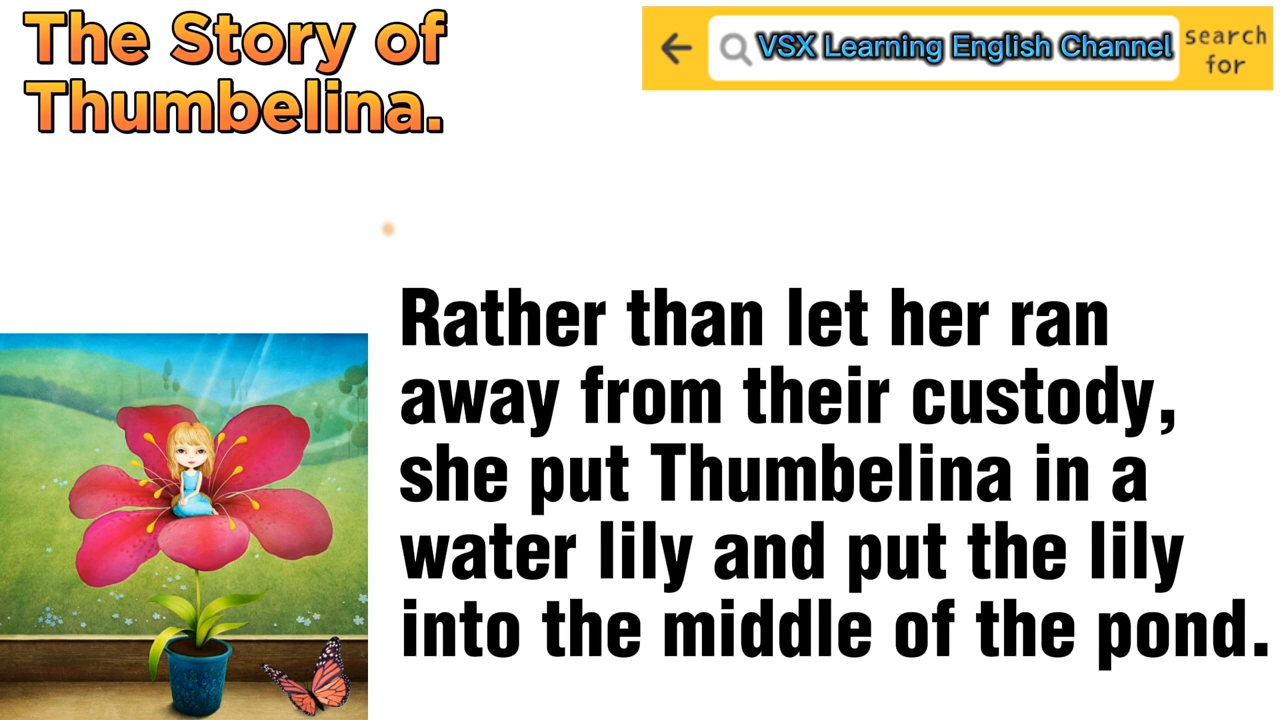 The Story of
Thumbelina.
VSX Learning English Channel
search
for
Rather than let her ran
away from their custody,
she put Thumbelina in a
water lily and put the lily
into the middle of the pond.